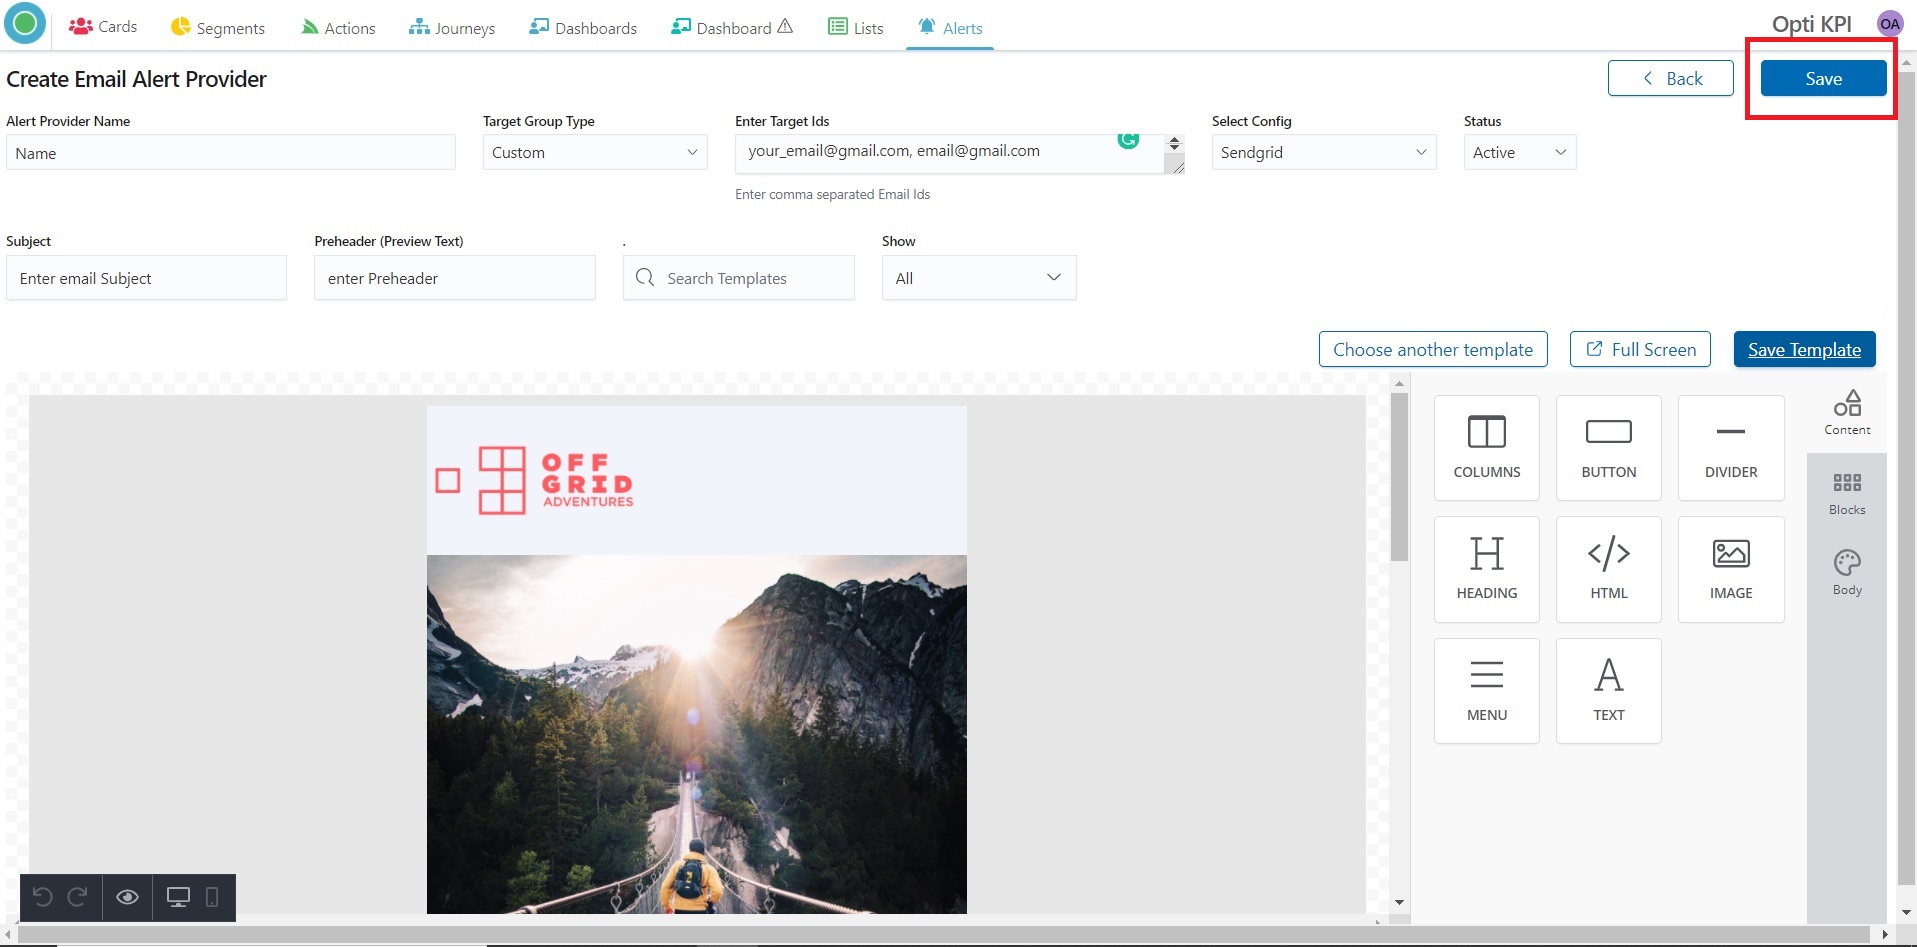 Cards Segments Actions Journeys Dashboards Dashboard Lists Alerts Opti KPI OA
Create Email Alert Provider Back Save
Alert Provider Name Target Group Type Enter Target Ids Select Config Status
Name Custom your_email@gmail.com, email@gmail.com Sendgrid Active
Enter comma separated Email Ids
Subject Preheader (Preview Text) . Show
Enter email Subject enter Preheader Search Templates All
Choose another template Full Screen Save Template
OFF
GRID
ADVENTURES
COLUMNS BUTTON DIVIDER
HEADING HTML IMAGE
MENU TEXT
Content
Blocks
Body